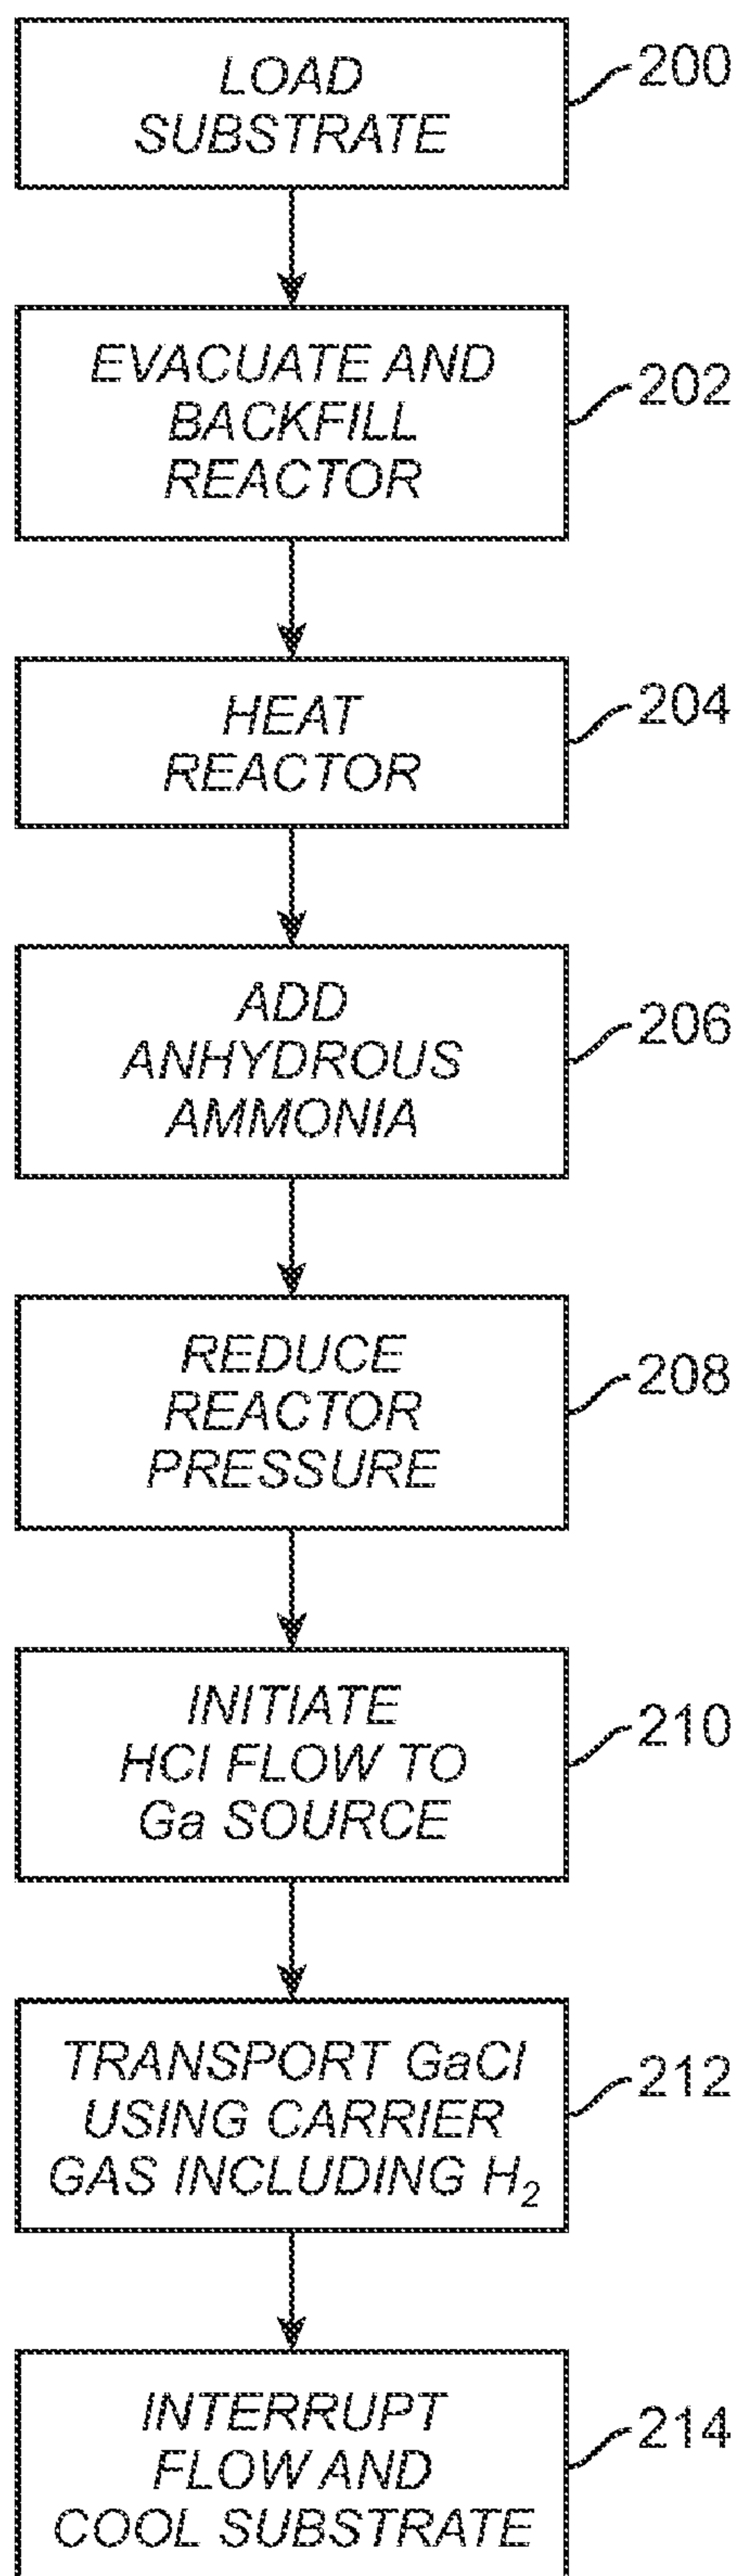 LOAD
SUBSTRATE
200
EVACUATE AND
BACKFILL
REACTOR
202
HEAT
REACTOR
204
ADD
ANHYDROUS
AMMONIA
206
REDUCE
REACTOR
PRESSURE
208
INITIATE
HCl FLOW TO
Ga SOURCE
210
TRANSPORT GaCl
USING CARRIER
GAS INCLUDING H₂
212
INTERRUPT
FLOW AND
COOL SUBSTRATE
214